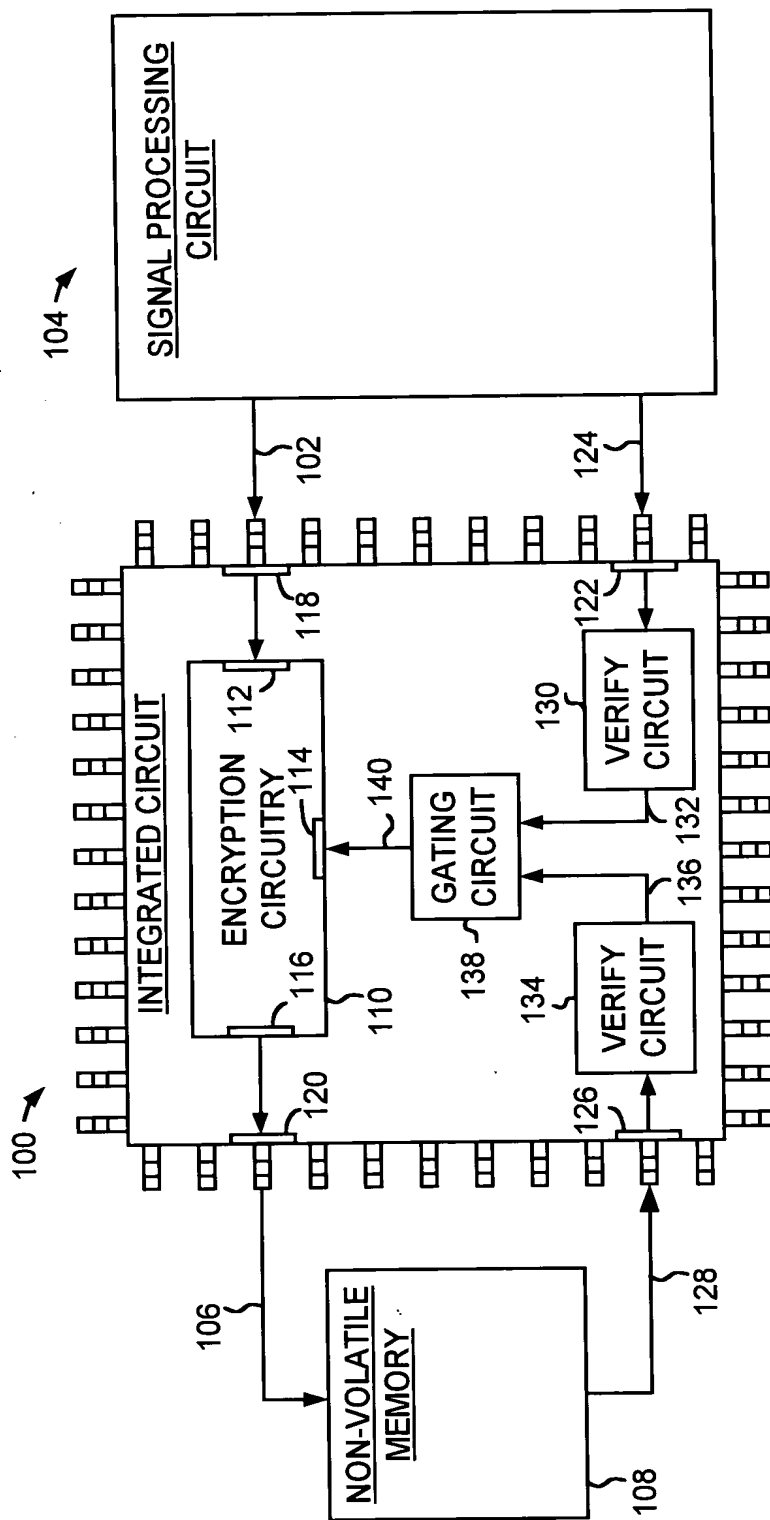 100
104
INTEGRATED CIRCUIT
SIGNAL PROCESSING
CIRCUIT
118
102
112
ENCRYPTION
CIRCUITRY
114
116
110
120
106
140
GATING
CIRCUIT
138
NON-VOLATILE
MEMORY
108
122
124
130
VERIFY
CIRCUIT
132
136
134
VERIFY
CIRCUIT
126
128